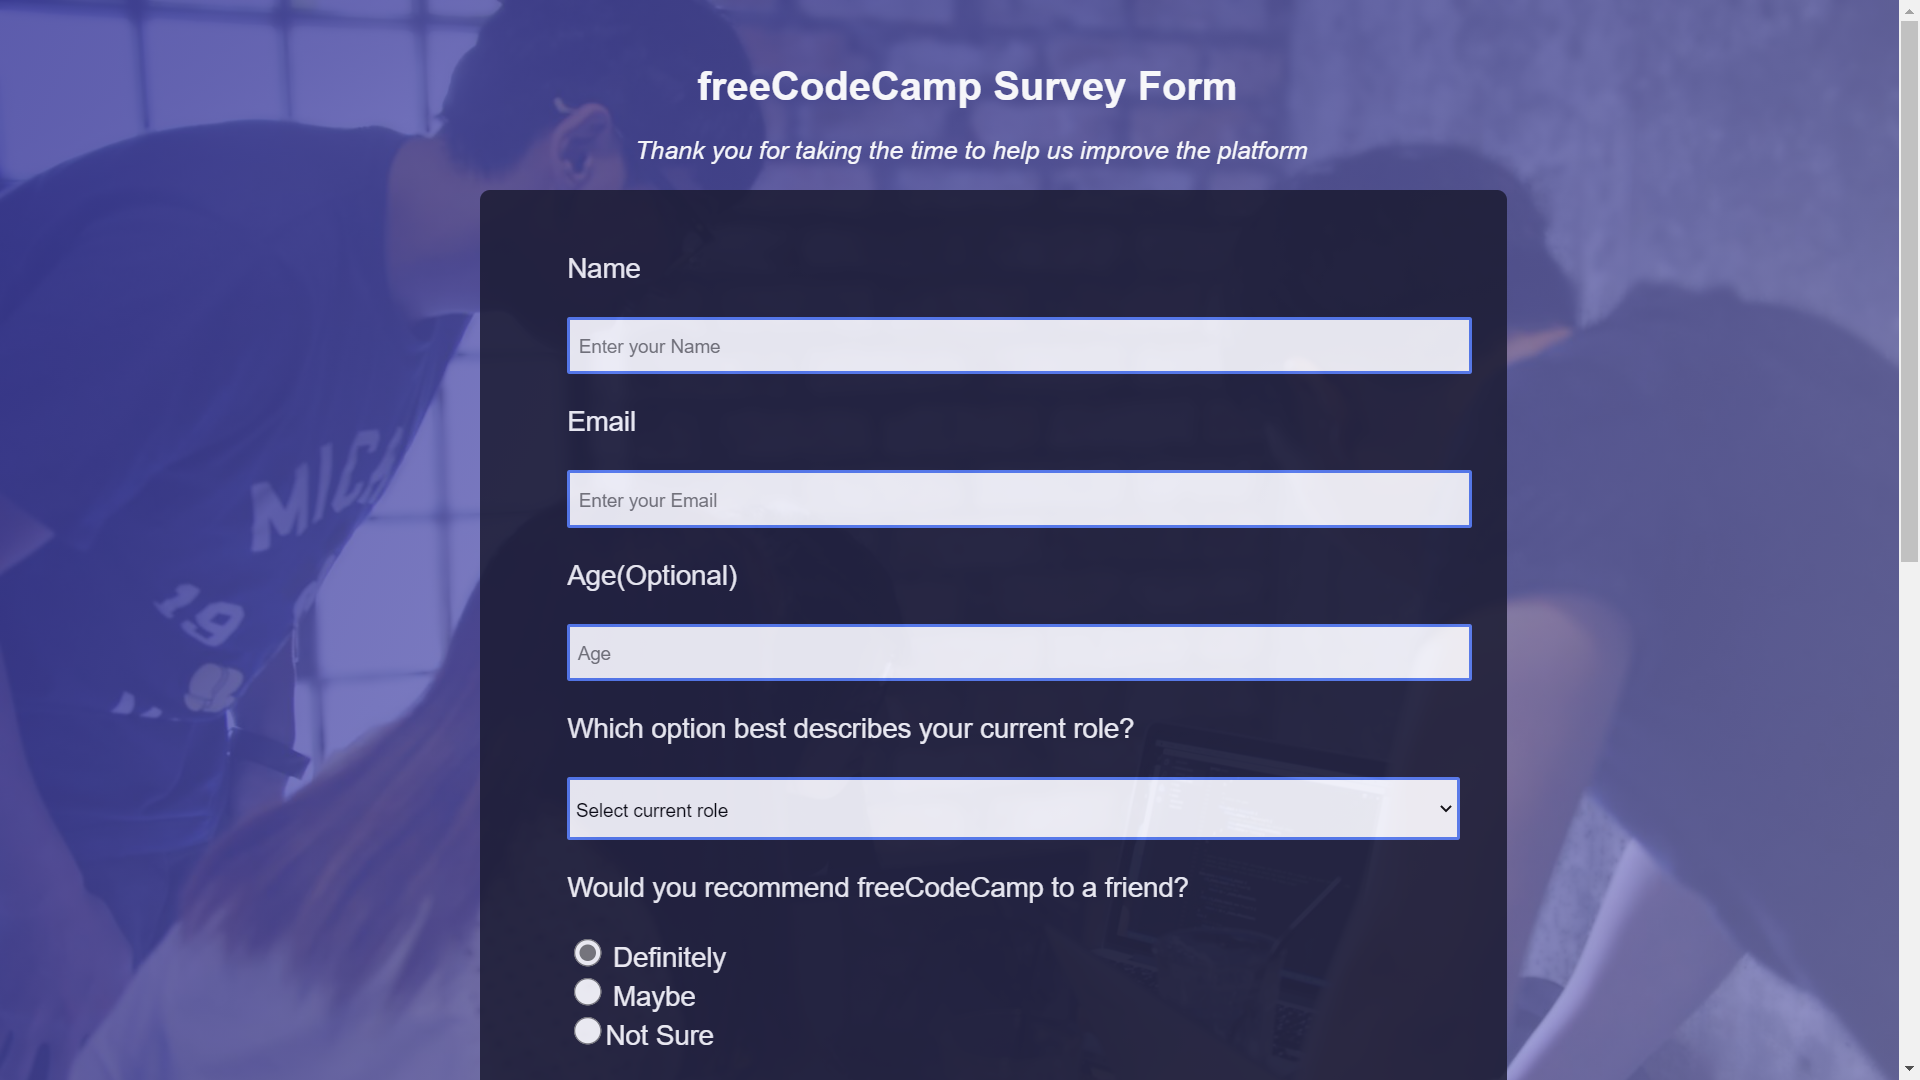 freeCodeCamp Survey Form
Thank you for taking the time to help us improve the platform
Name
Enter your Name
Email
Enter your Email
MICH
19
Age(Optional)
Age
Which option best describes your current role?
Select current role
Would you recommend freeCodeCamp to a friend?
Definitely
Maybe
Not Sure